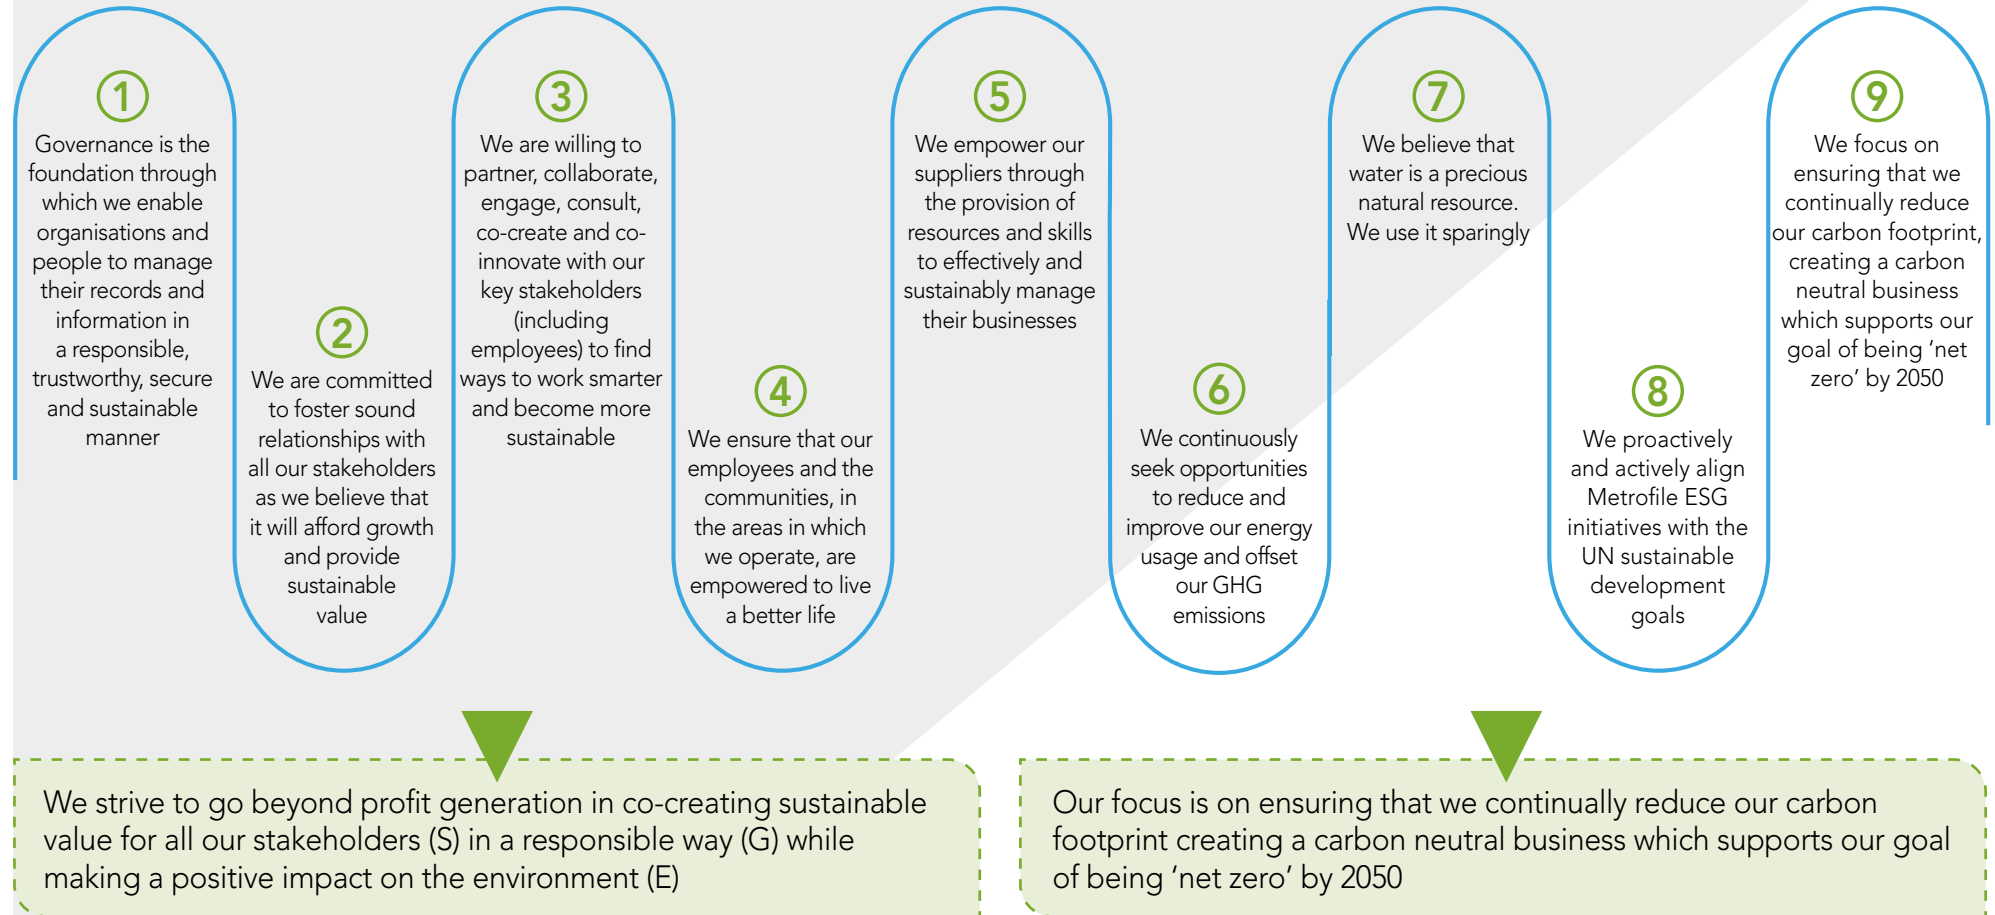 1
Governance is the
foundation through
which we enable
organisations and
people to manage
their records and
information in
a responsible,
trustworthy, secure
and sustainable
manner
2
We are committed
to foster sound
relationships with
all our stakeholders
as we believe that
it will afford growth
and provide
sustainable
value
3
We are willing to
partner, collaborate,
engage, consult,
co-create and co-
innovate with our
key stakeholders
(including
employees) to find
ways to work smarter
and become more
sustainable
4
We ensure that our
employees and the
communities, in
the areas in which
we operate, are
empowered to live
a better life
5
We empower our
suppliers through
the provision of
resources and skills
to effectively and
sustainably manage
their businesses
6
We continuously
seek opportunities
to reduce and
improve our energy
usage and offset
our GHG
emissions
7
We believe that
water is a precious
natural resource.
We use it sparingly
8
We proactively
and actively align
Metrofile ESG
initiatives with the
UN sustainable
development
goals
9
We focus on
ensuring that we
continually reduce
our carbon footprint,
creating a carbon
neutral business
which supports our
goal of being ‘net
zero’ by 2050
We strive to go beyond profit generation in co-creating sustainable
value for all our stakeholders (S) in a responsible way (G) while
making a positive impact on the environment (E)
Our focus is on ensuring that we continually reduce our carbon
footprint creating a carbon neutral business which supports our goal
of being ‘net zero’ by 2050